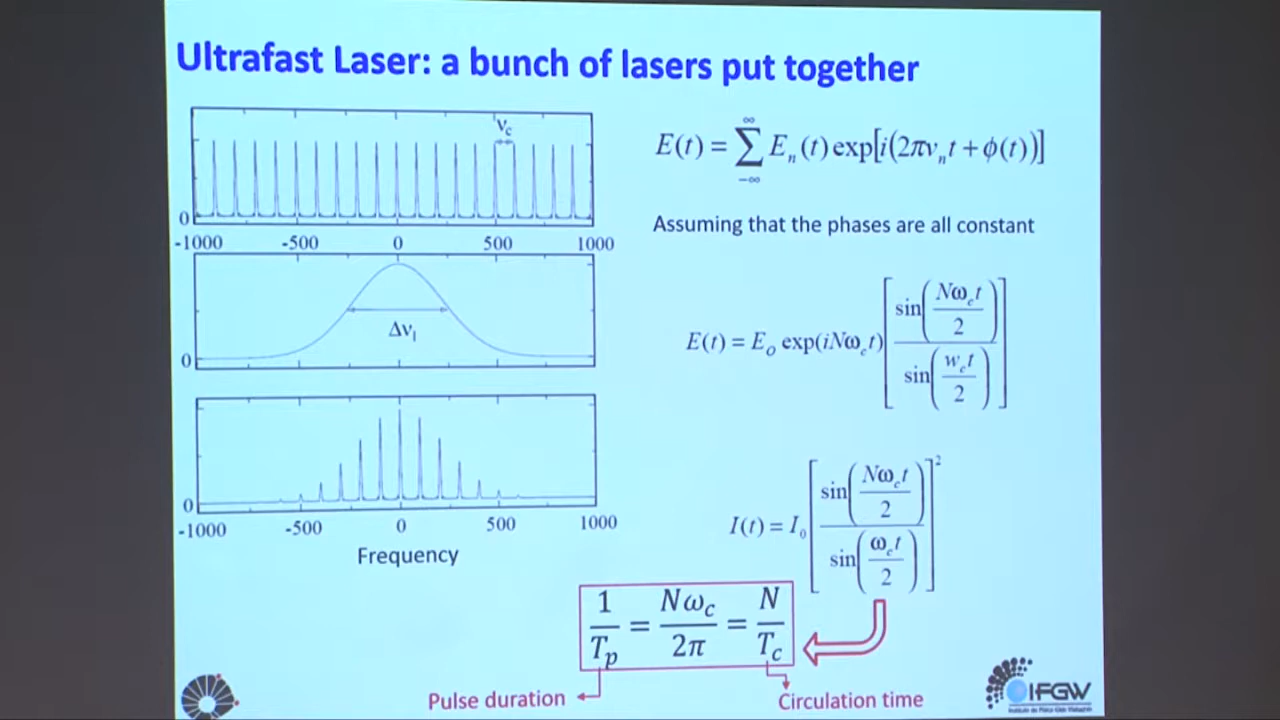 Ultrafast Laser: a bunch of lasers put together
ν_c
0
-1000 -500 0 500 1000
Δν_l
0
0
-1000 -500 0 500 1000
Frequency
E(t) = ∑_{-∞}^{∞} E_n(t) exp[i(2πν_n t + ϕ(t))]
Assuming that the phases are all constant
E(t) = E_o exp(iNω_c t) [sin(Nω_c t / 2) / sin(w_c t / 2)]
I(t) = I_0 [sin(Nω_c t / 2) / sin(ω_c t / 2)]^2
1/T_p = Nω_c/2π = N/T_c
Pulse duration
Circulation time
IFGW